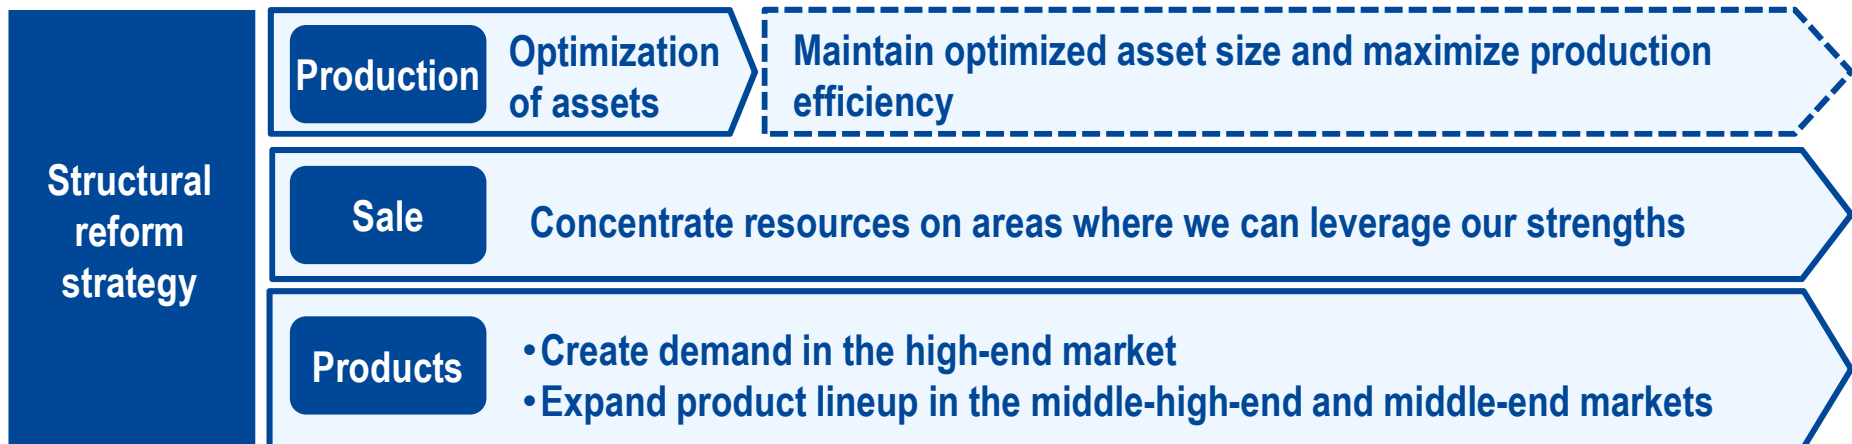 Structural
reform
strategy
Production
Optimization
of assets
Maintain optimized asset size and maximize production
efficiency
Sale
Concentrate resources on areas where we can leverage our strengths
Products
•Create demand in the high-end market
•Expand product lineup in the middle-high-end and middle-end markets